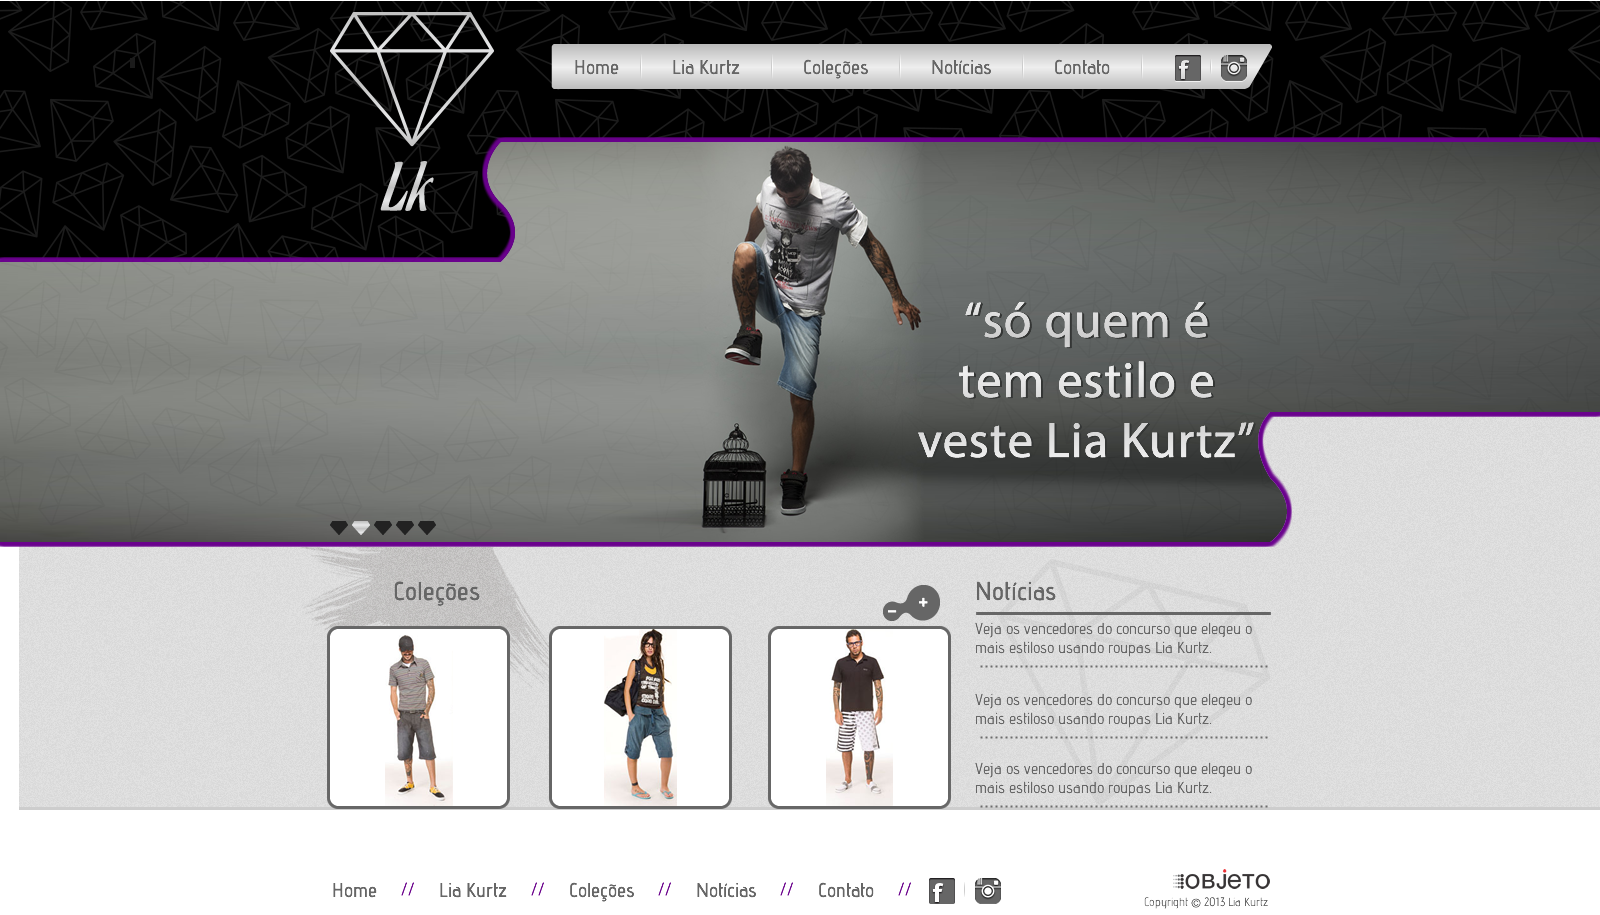 Lk
Home Lia Kurtz Coleções Notícias Contato
“só quem é
tem estilo e
veste Lia Kurtz”
Coleções
Notícias
Veja os vencedores do concurso que elegeu o
mais estiloso usando roupas Lia Kurtz.
Veja os vencedores do concurso que elegeu o
mais estiloso usando roupas Lia Kurtz.
Veja os vencedores do concurso que elegeu o
mais estiloso usando roupas Lia Kurtz.
Home // Lia Kurtz // Coleções // Notícias // Contato //
OBJETO
Copyright © 2013 Lia Kurtz